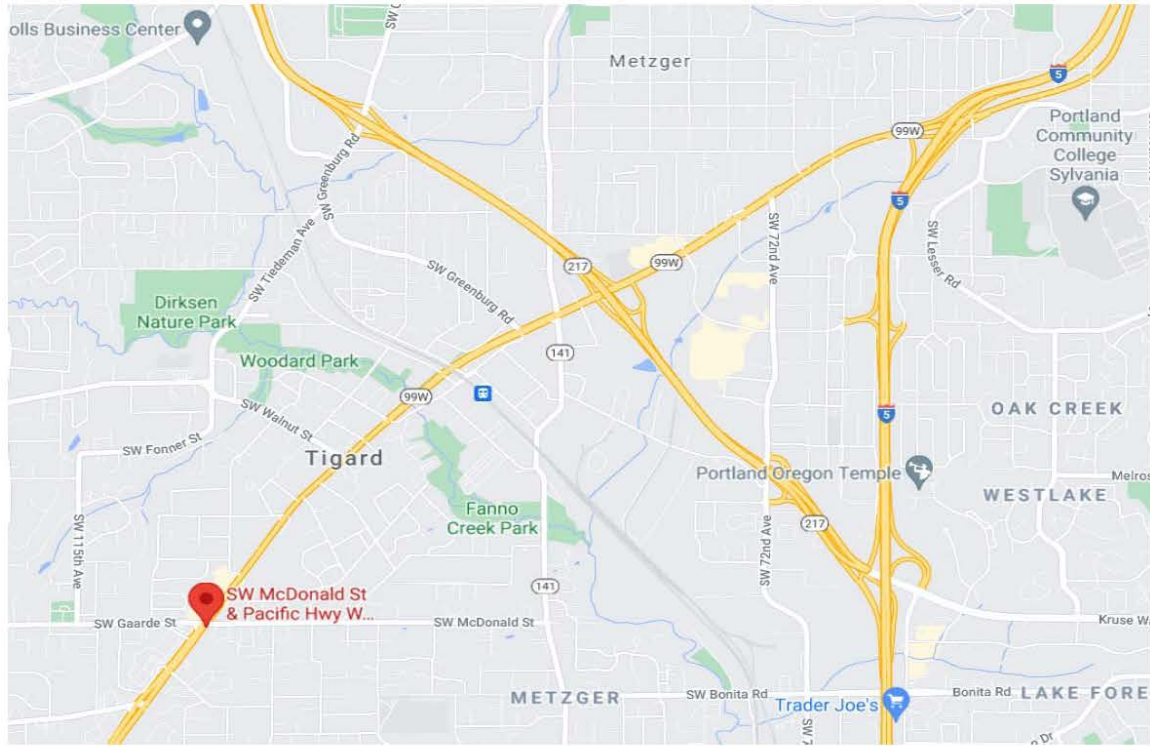 olls Business Center
Metzger
5
Portland
Community
College
Sylvania
99W
SW Greenburg Rd
5
SW Tiedeman Ave
SW 72nd Ave
SW Lesser Rd
217
99W
SW Greenburg Rd
Dirksen
Nature Park
141
Woodard Park
99W
SW Walnut St
5
OAK CREEK
SW Fonner St
Tigard
Portland Oregon Temple
Melros
WESTLAKE
Fanno
Creek Park
217
SW 115th Ave
SW 72nd Ave
141
SW McDonald St
& Pacific Hwy W...
SW Gaarde St
SW McDonald St
Kruse W
METZGER
SW Bonita Rd
Bonita Rd
LAKE FORE
Trader Joe's